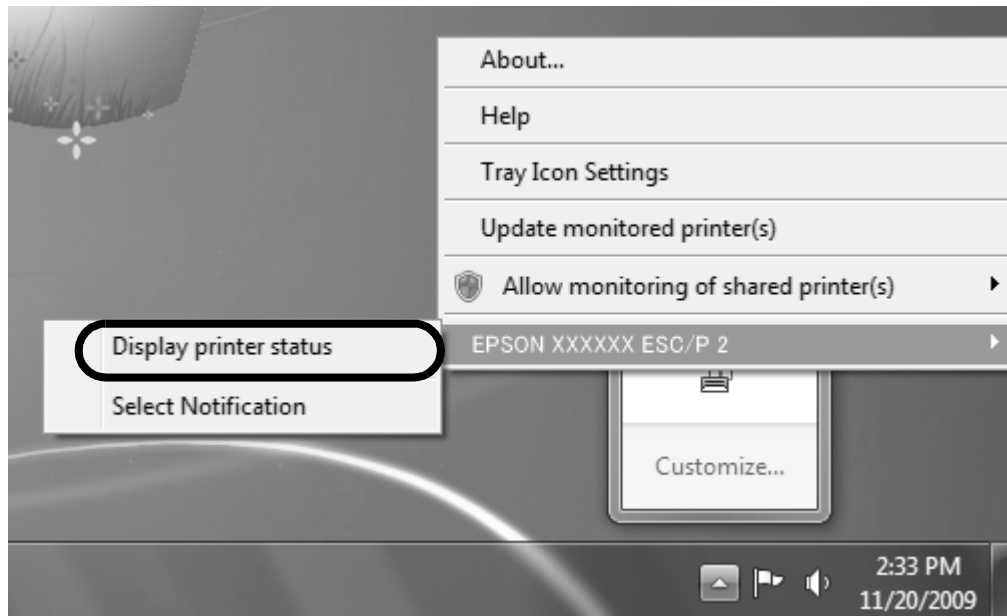 About...
Help
Tray Icon Settings
Update monitored printer(s)
Allow monitoring of shared printer(s)
EPSON XXXXXX ESC/P 2
Display printer status
Select Notification
Customize...
2:33 PM
11/20/2009